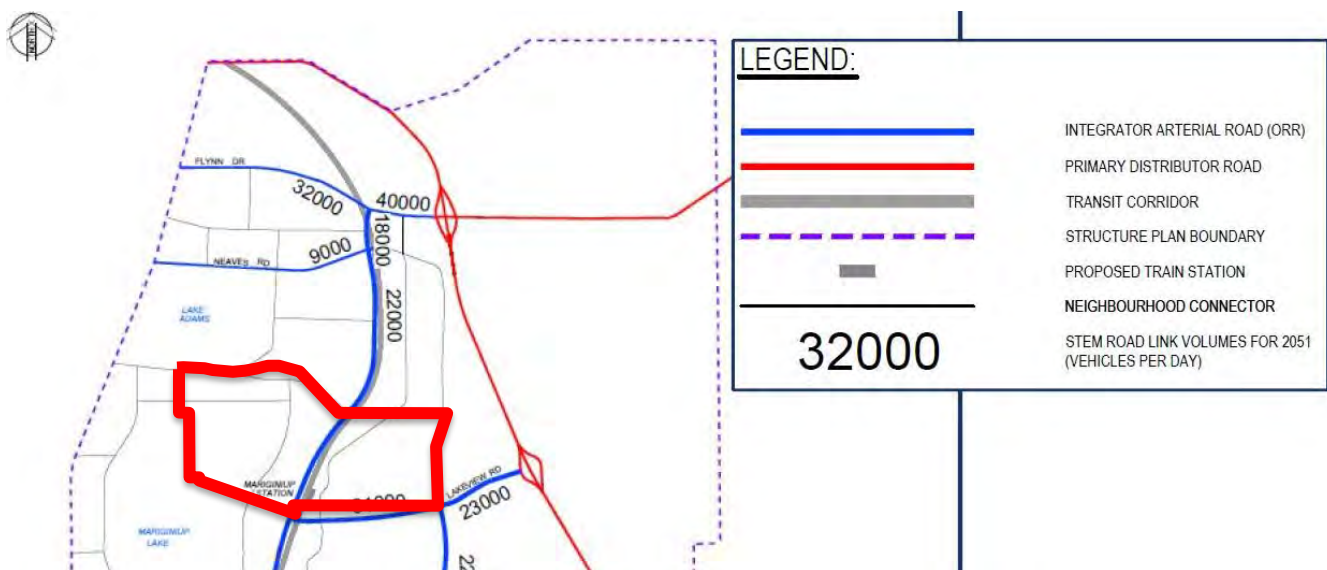 NORTH
LEGEND:
INTEGRATOR ARTERIAL ROAD (ORR)
PRIMARY DISTRIBUTOR ROAD
TRANSIT CORRIDOR
STRUCTURE PLAN BOUNDARY
PROPOSED TRAIN STATION
NEIGHBOURHOOD CONNECTOR
32000
STEM ROAD LINK VOLUMES FOR 2051
(VEHICLES PER DAY)
FLYNN DR
32000
40000
18000
9000
NEAVES RD
22000
LAKE
ADAMS
MARIGINIUP
STATION
LAKEVIEW RD
23000
MARIGINIUP
LAKE